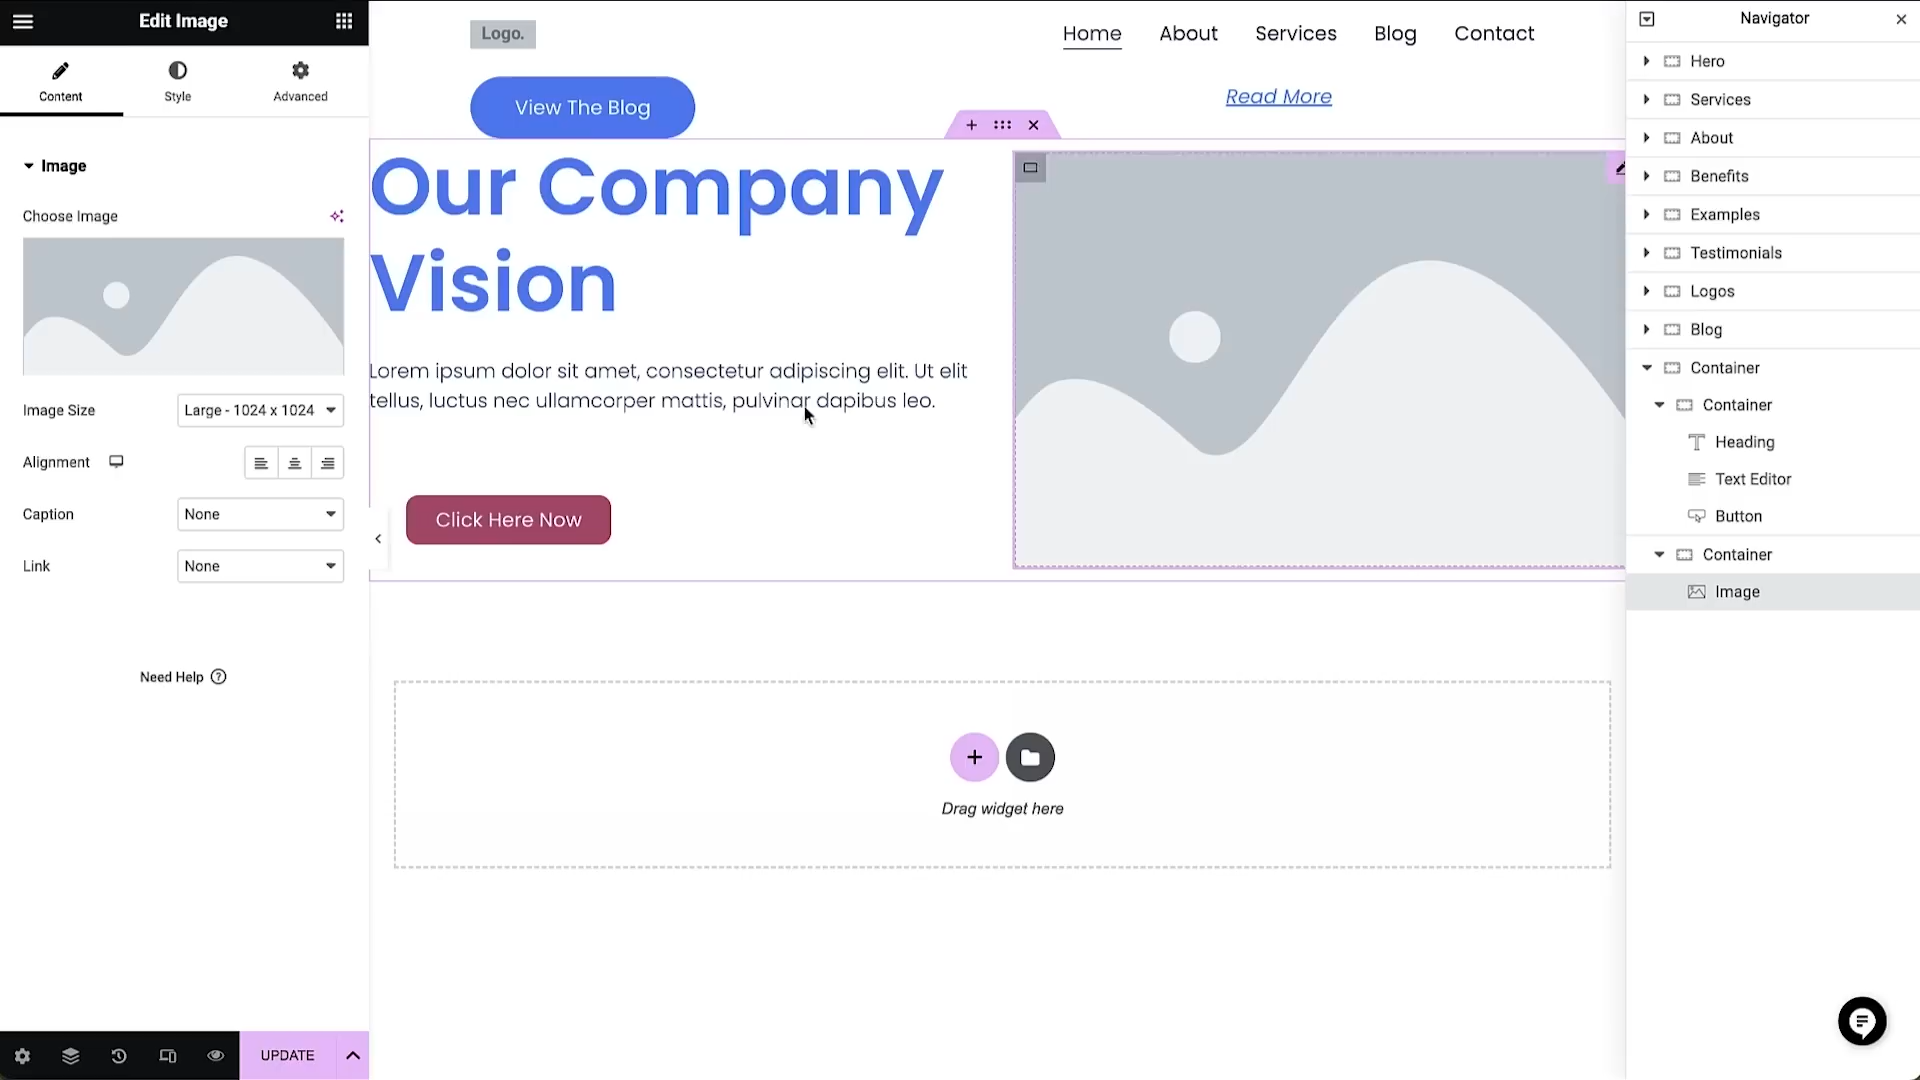 Edit Image
Content
Style
Advanced
Image
Choose Image
Image Size
Large - 1024 x 1024
Alignment
Caption
None
Link
None
Need Help ?
UPDATE
Logo.
Home
About
Services
Blog
Contact
View The Blog
Read More
Our Company
Vision
Lorem ipsum dolor sit amet, consectetur adipiscing elit. Ut elit
tellus, luctus nec ullamcorper mattis, pulvinar dapibus leo.
Click Here Now
Drag widget here
Navigator
Hero
Services
About
Benefits
Examples
Testimonials
Logos
Blog
Container
Container
Heading
Text Editor
Button
Container
Image